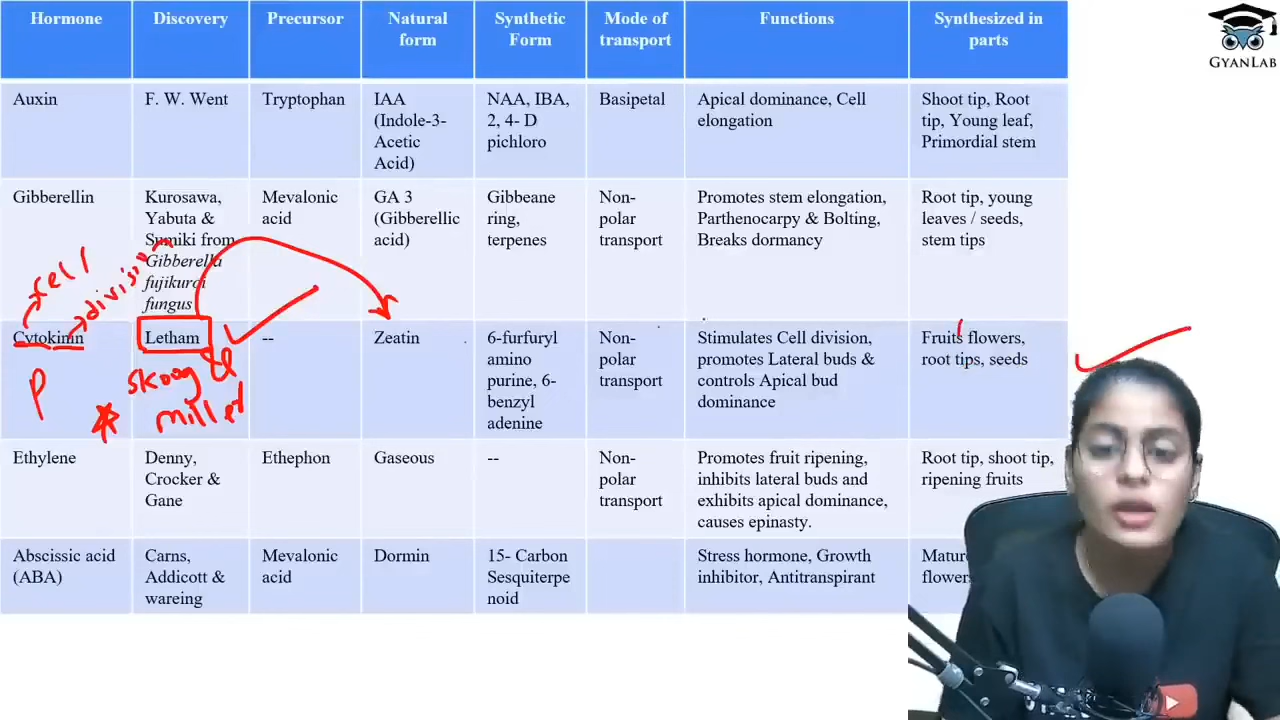 Hormone
Discovery
Precursor
Natural
form
Synthetic
Form
Mode of
transport
Functions
Synthesized in
parts
GYANLAB
Auxin
F. W. Went
Tryptophan
IAA
(Indole-3-
Acetic
Acid)
NAA, IBA,
2, 4- D
pichloro
Basipetal
Apical dominance, Cell
elongation
Shoot tip, Root
tip, Young leaf,
Primordial stem
Gibberellin
Kurosawa,
Yabuta &
Sumiki from
Gibberella
fujikuroi
fungus
Mevalonic
acid
GA 3
(Gibberellic
acid)
Gibbeane
ring,
terpenes
Non-
polar
transport
Promotes stem elongation,
Parthenocarpy & Bolting,
Breaks dormancy
Root tip, young
leaves / seeds,
stem tips
cell
division
Cytokinin
P
Letham
&
Skoog
miller
--
Zeatin
6-furfuryl
amino
purine, 6-
benzyl
adenine
Non-
polar
transport
Stimulates Cell division,
promotes Lateral buds &
controls Apical bud
dominance
Fruits flowers,
root tips, seeds
Ethylene
Denny,
Crocker &
Gane
Ethephon
Gaseous
--
Non-
polar
transport
Promotes fruit ripening,
inhibits lateral buds and
exhibits apical dominance,
causes epinasty.
Root tip, shoot tip,
ripening fruits
Abscissic acid
(ABA)
Carns,
Addicott &
wareing
Mevalonic
acid
Dormin
15- Carbon
Sesquiterpe
noid
Stress hormone, Growth
inhibitor, Antitranspirant
Mature
flowers